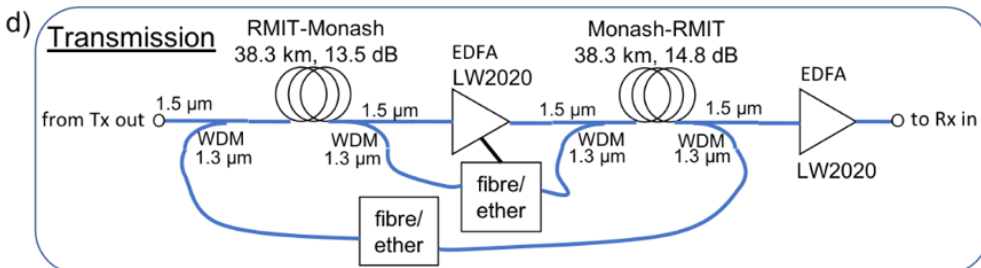 d)
Transmission
RMIT-Monash
38.3 km, 13.5 dB
EDFA
LW2020
Monash-RMIT
38.3 km, 14.8 dB
EDFA
LW2020
from Tx out
1.5 µm
WDM
1.3 µm
1.5 µm
WDM
1.3 µm
1.5 µm
WDM
1.3 µm
1.5 µm
WDM
1.3 µm
to Rx in
fibre/
ether
fibre/
ether